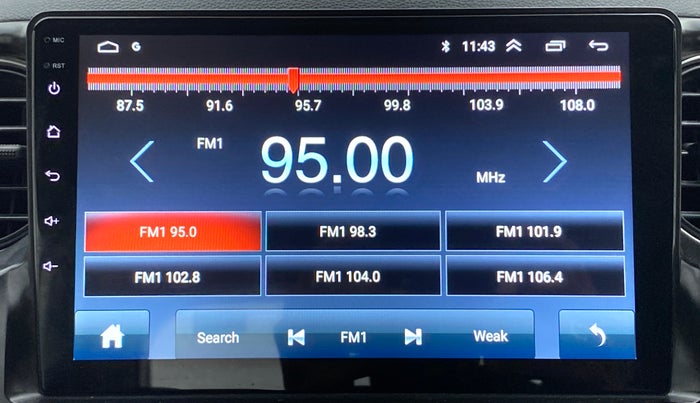 MIC
G
11:43
RST
87.5 91.6 95.7 99.8 103.9 108.0
FM1
95.00
MHz
FM1 95.0 FM1 98.3 FM1 101.9
FM1 102.8 FM1 104.0 FM1 106.4
Search FM1 Weak